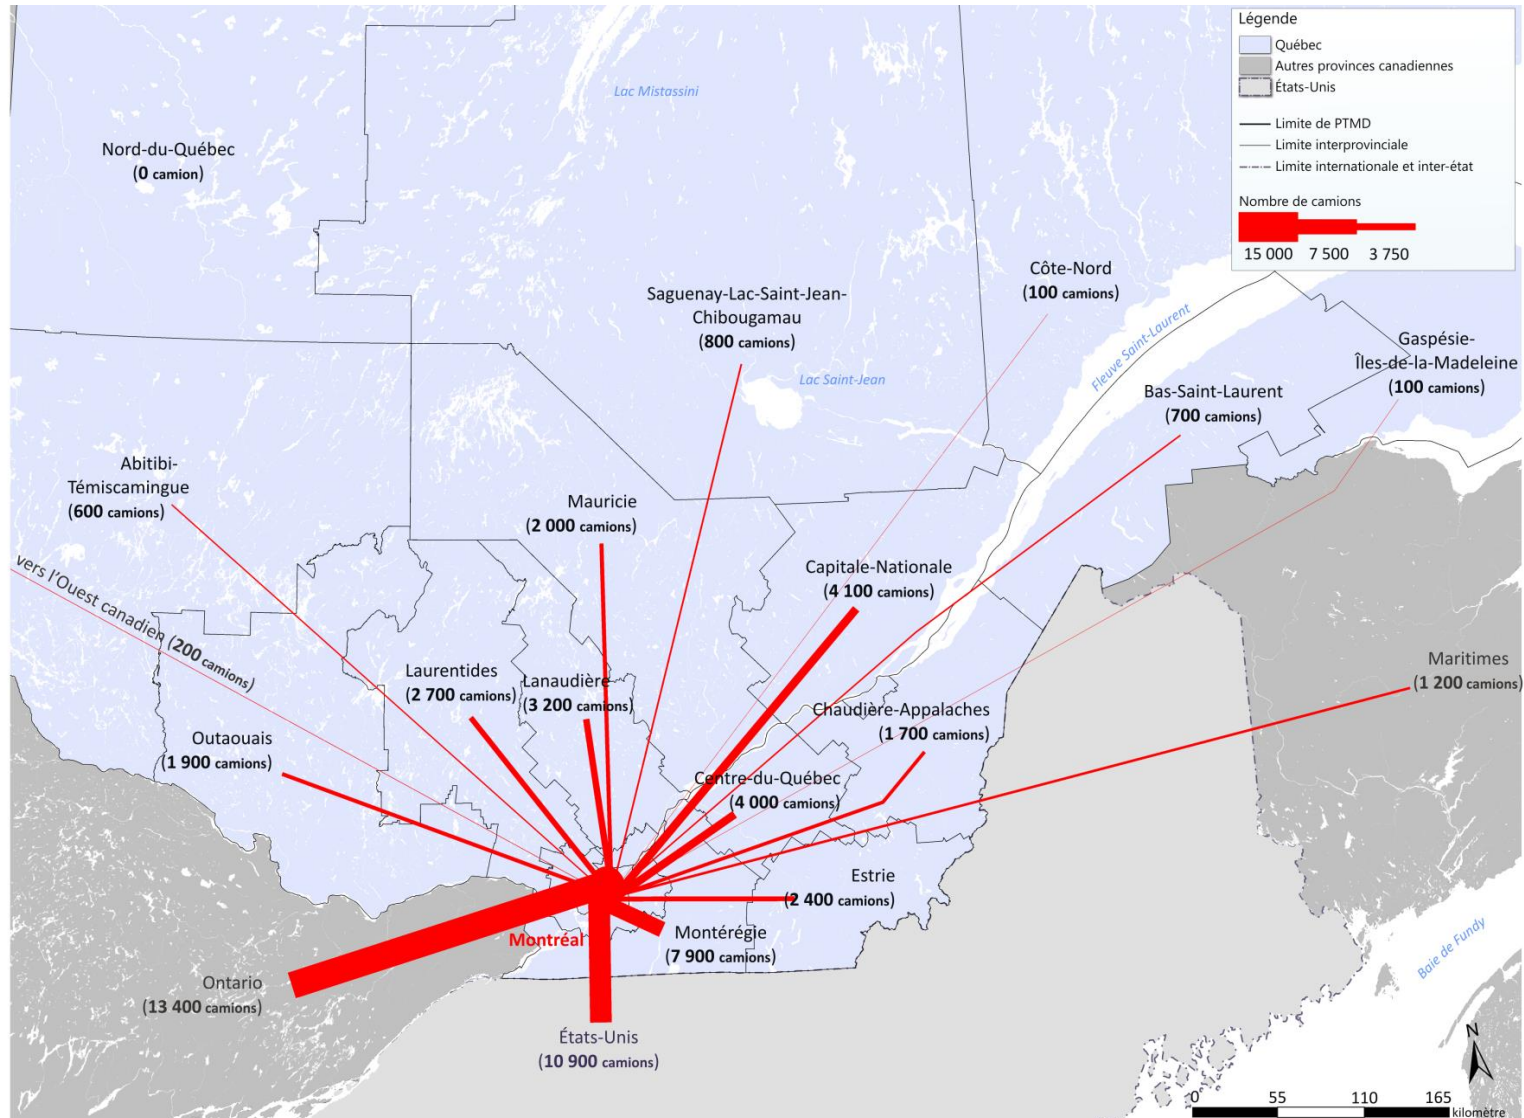 Légende
Québec
Autres provinces canadiennes
États-Unis
Limite de PTMD
Limite interprovinciale
Limite internationale et inter-état
Nombre de camions
15 000 7 500 3 750
Lac Mistassini
Nord-du-Québec
(0 camion)
Côte-Nord
(100 camions)
Saguenay-Lac-Saint-Jean-
Chibougamau
(800 camions)
Fleuve Saint-Laurent
Gaspésie-
Îles-de-la-Madeleine
(100 camions)
Lac Saint-Jean
Bas-Saint-Laurent
(700 camions)
Abitibi-
Témiscamingue
(600 camions)
Mauricie
(2 000 camions)
vers l'Ouest canadien (200 camions)
Capitale-Nationale
(4 100 camions)
Laurentides
(2 700 camions)
Lanaudière
(3 200 camions)
Maritimes
(1 200 camions)
Chaudière-Appalaches
(1 700 camions)
Outaouais
(1 900 camions)
Centre-du-Québec
(4 000 camions)
Estrie
(2 400 camions)
Montréal
Montérégie
(7 900 camions)
Baie de Fundy
Ontario
(13 400 camions)
États-Unis
(10 900 camions)
N
0 55 110 165
kilomètre